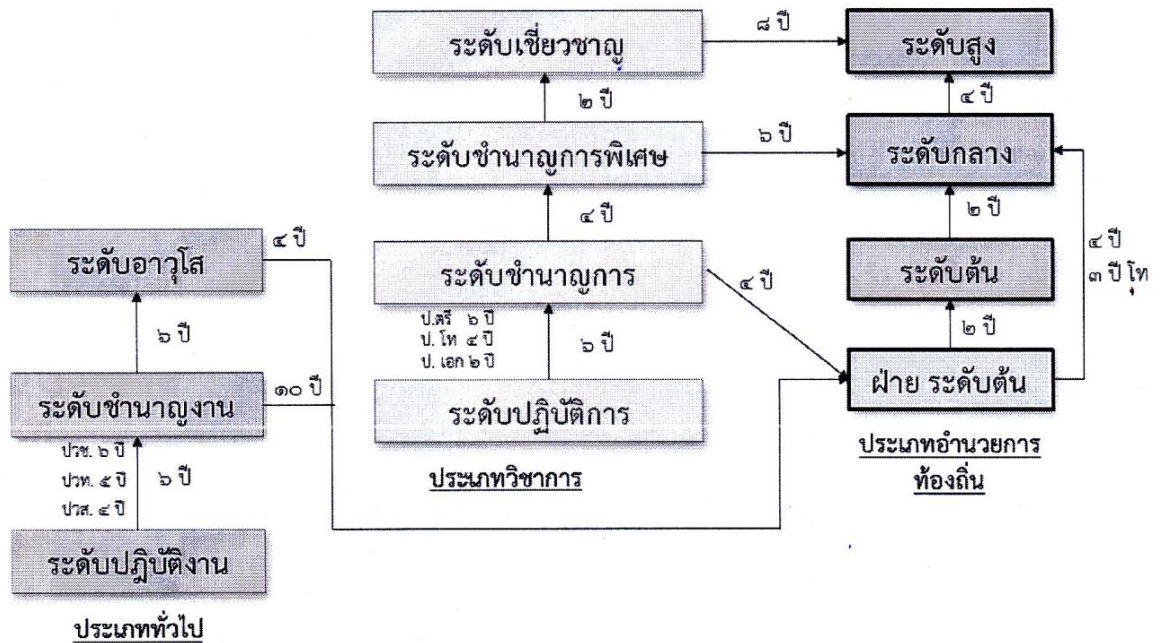 ระดับเชี่ยวชาญ
๘ ปี
ระดับสูง
๒ ปี
๔ ปี
ระดับชำนาญการพิเศษ
๖ ปี
ระดับกลาง
๔ ปี
๒ ปี
ระดับอาวุโส
๔ ปี
ระดับชำนาญการ
๔ ปี
ระดับต้น
๔ ปี
๓ ปี โท
๖ ปี
ป.ตรี ๖ ปี
ป. โท ๔ ปี
ป. เอก ๒ ปี
๖ ปี
๒ ปี
ระดับชำนาญงาน
๑๐ ปี
ระดับปฏิบัติการ
ฝ่าย ระดับต้น
ปวช. ๖ ปี
ปวท. ๕ ปี
ปวส. ๔ ปี
๖ ปี
ประเภทวิชาการ
ประเภทอำนวยการ
ท้องถิ่น
ระดับปฏิบัติงาน
ประเภททั่วไป